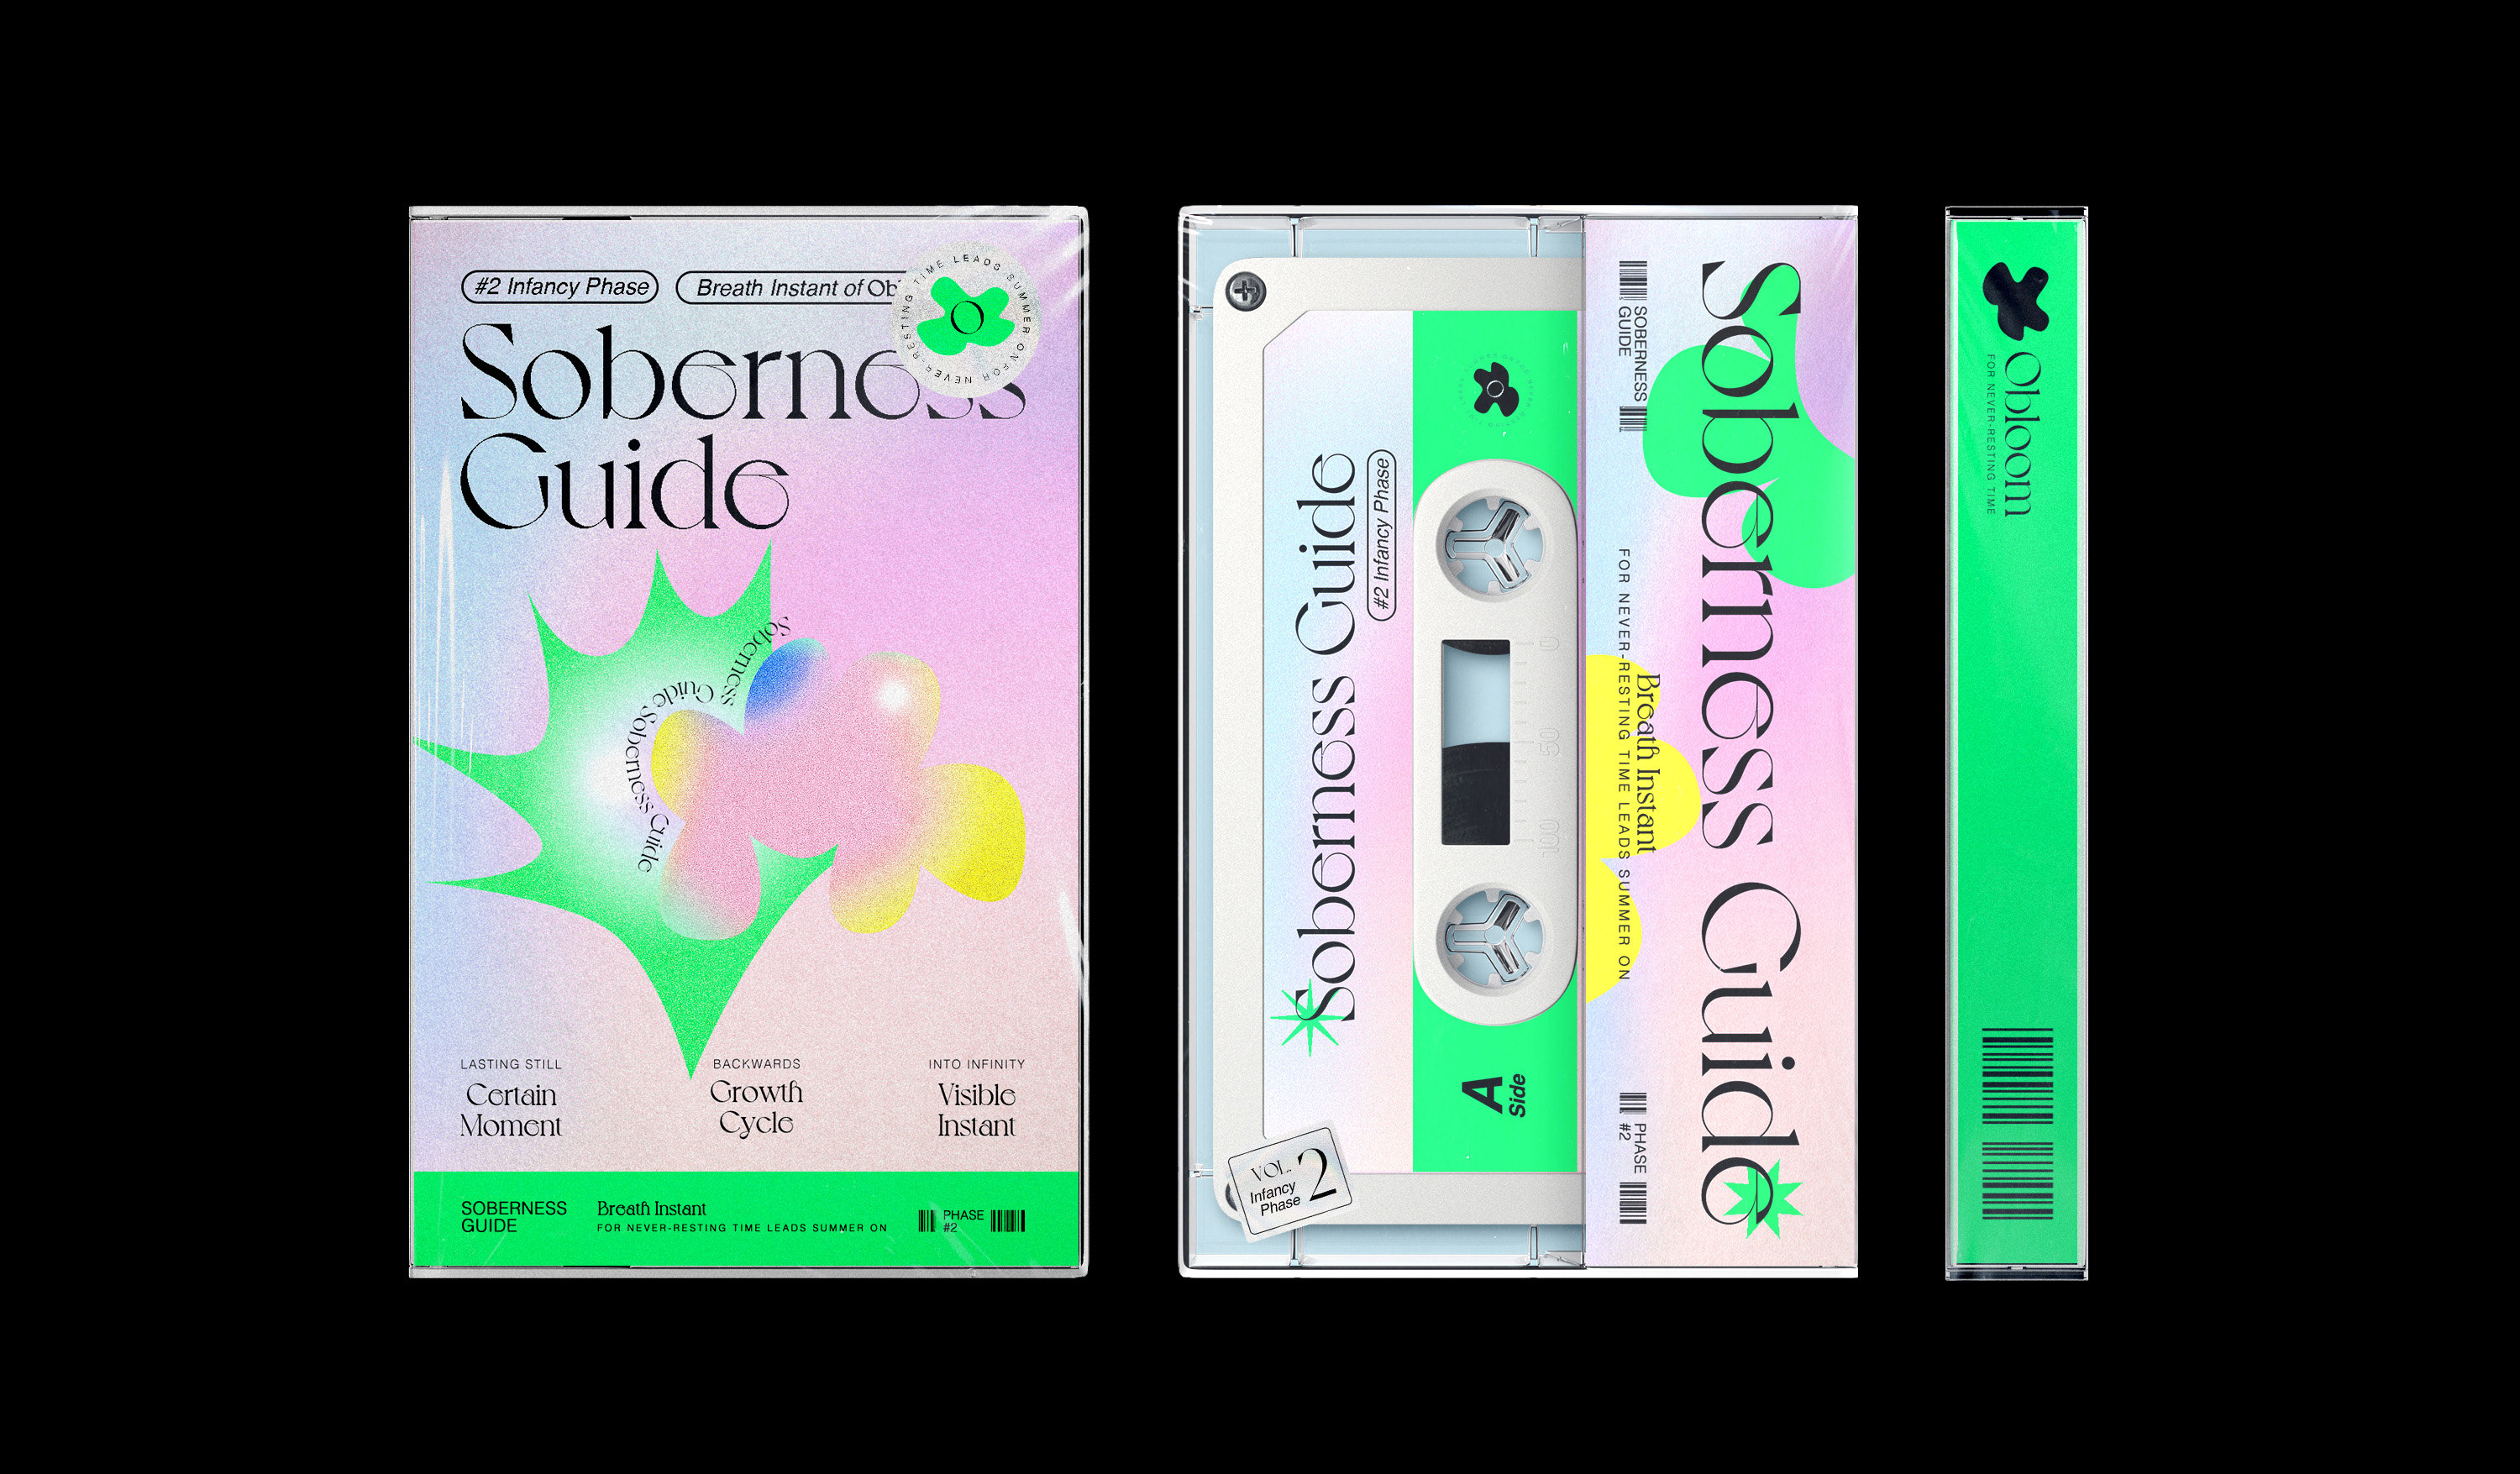 #2 Infancy Phase
Breath Instant of Ob
TIME LEADS SUMMER ON FOR NEVER-RESTING
Soberness
Guide
Soberness Guide Soberness Guide
LASTING STILL
Certain
Moment
BACKWARDS
Growth
Cycle
INTO INFINITY
Visible
Instant
SOBERNESS
GUIDE
Breath Instant
FOR NEVER-RESTING TIME LEADS SUMMER ON
PHASE
#2
Soberness Guide
#2 Infancy Phase
0
50
100
A
Side
VOL. 2
Infancy
Phase
SOBERNESS
GUIDE
Breath Instant
FOR NEVER-RESTING TIME LEADS SUMMER ON
PHASE
#2
Soberness Guide
Obloom
FOR NEVER-RESTING TIME